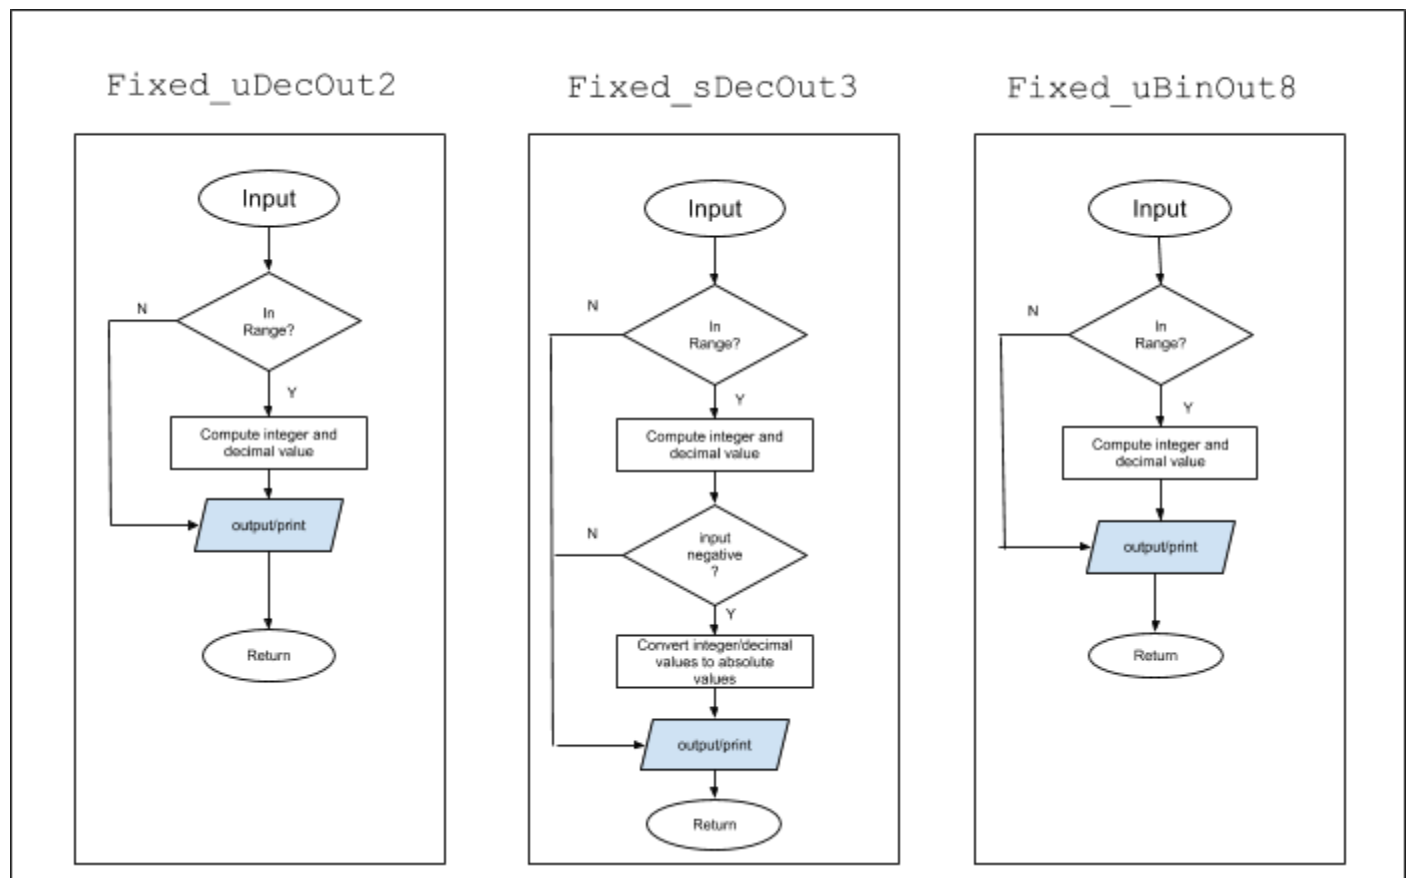 Fixed_uDecOut2
Input
In
Range?
N
Y
Compute integer and
decimal value
output/print
Return
Fixed_sDecOut3
Input
In
Range?
N
Y
Compute integer and
decimal value
input
negative
?
N
Y
Convert integer/decimal
values to absolute
values
output/print
Return
Fixed_uBinOut8
Input
In
Range?
N
Y
Compute integer and
decimal value
output/print
Return